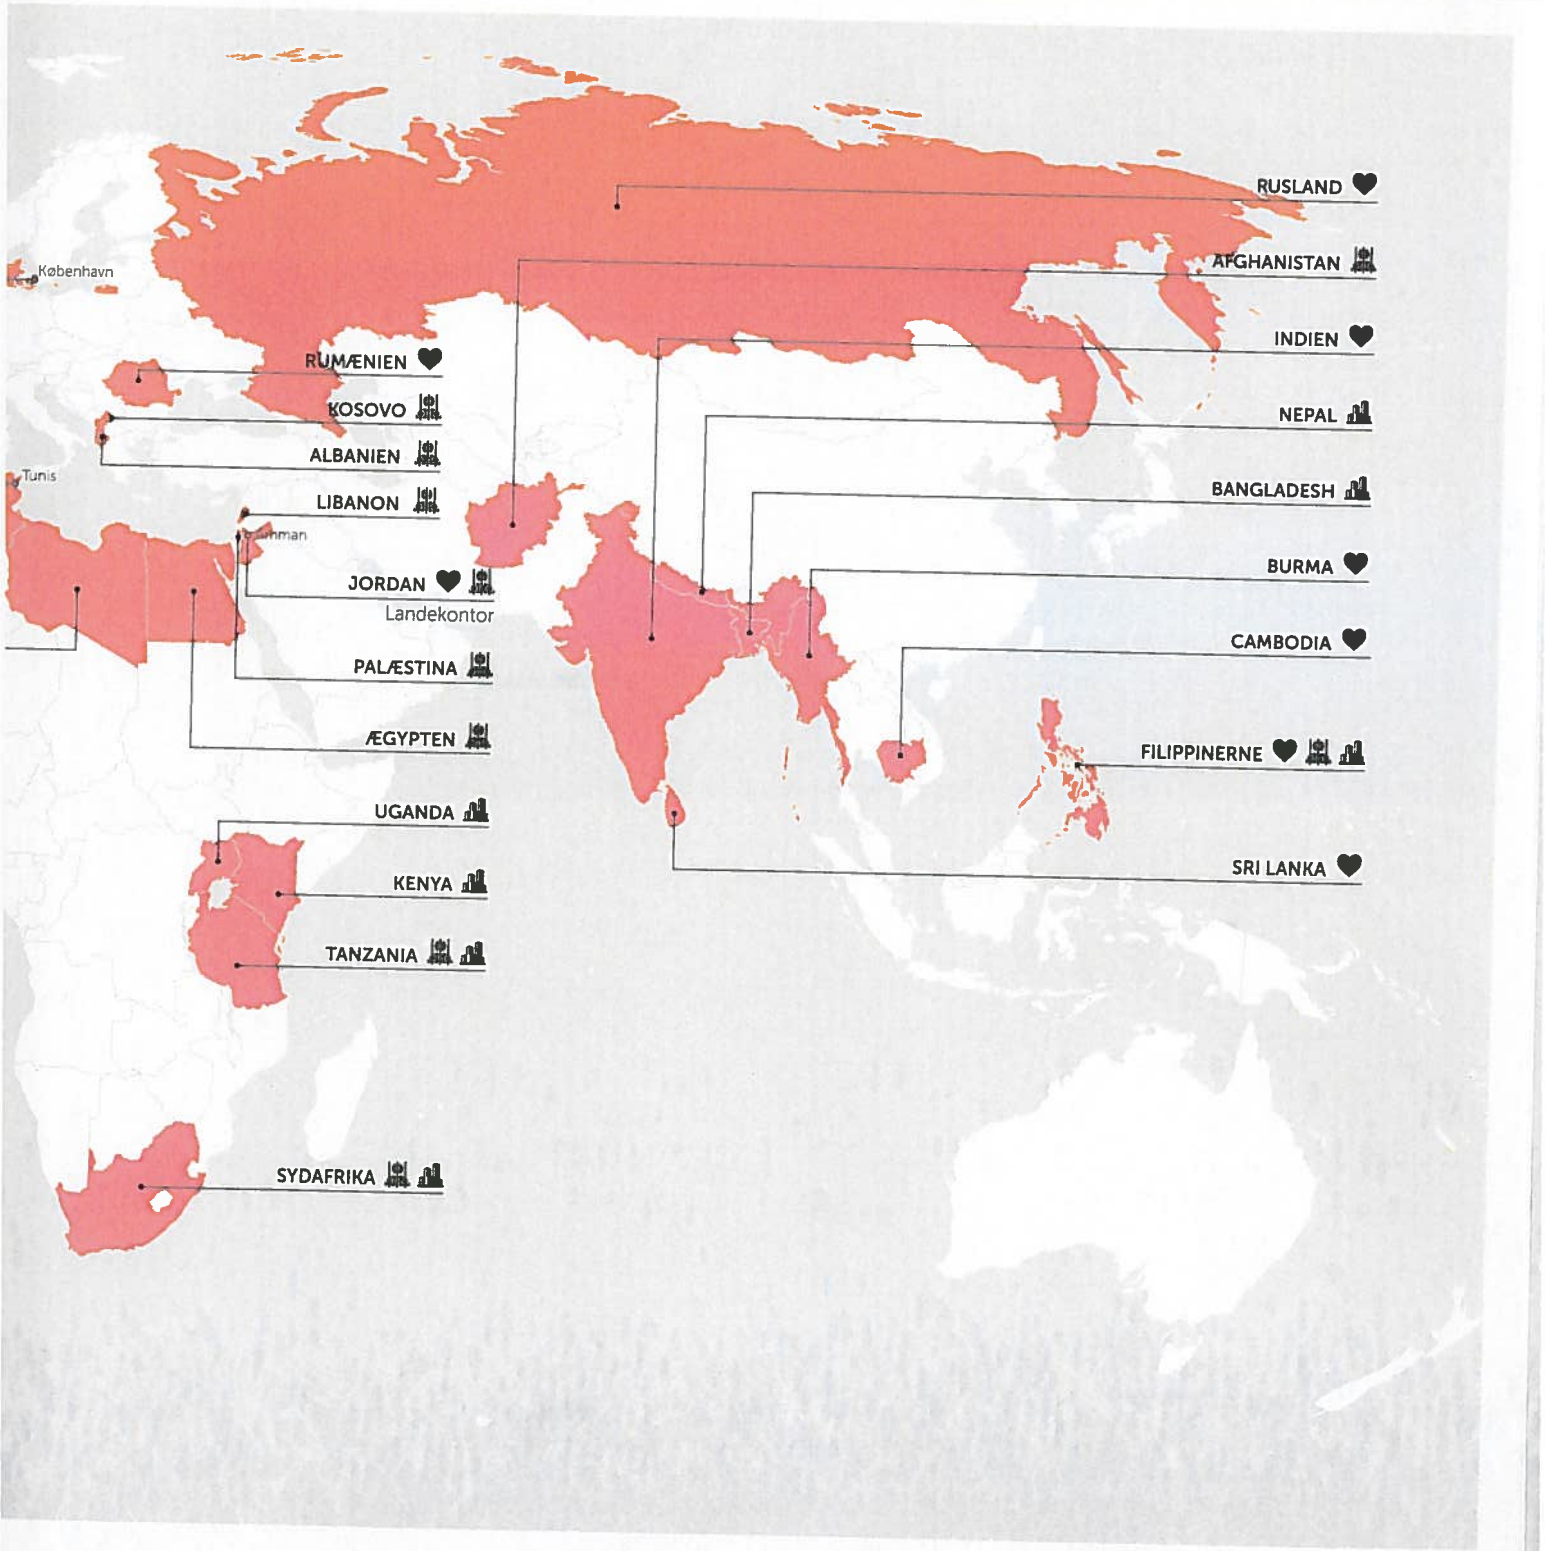 RUSLAND
AFGHANISTAN
København
INDIEN
RUMÆNIEN
KOSOVO
NEPAL
ALBANIEN
Tunis
BANGLADESH
LIBANON
JORDAN
Landekontor
BURMA
PALÆSTINA
CAMBODIA
ÆGYPTEN
FILIPPINERNE
UGANDA
SRI LANKA
KENYA
TANZANIA
SYDAFRIKA